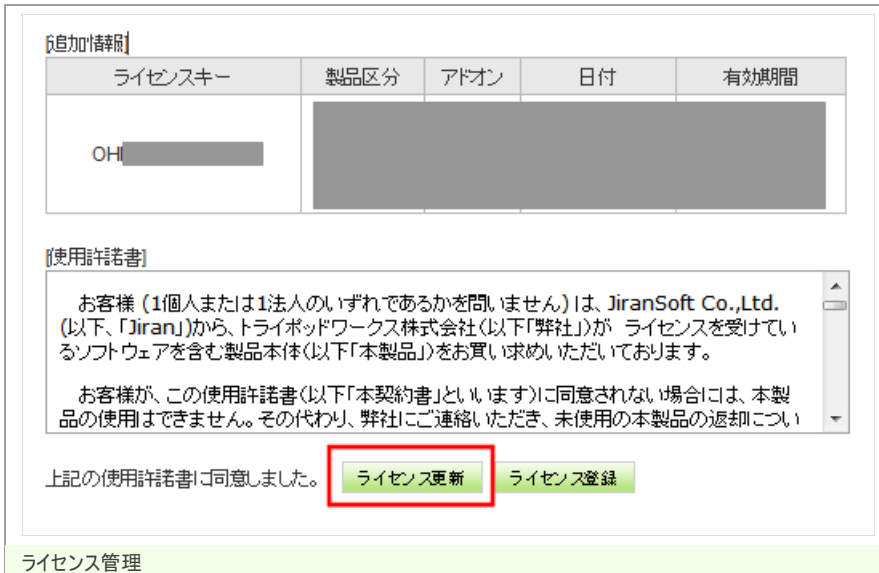 [追加情報]
ライセンスキー 製品区分 アドオン 日付 有効期間
OHI
[使用許諾書]
お客様 (1個人または1法人のいずれであるかを問いません) は、JiranSoft Co.,Ltd.
(以下、「Jiran」)から、トライポッドワークス株式会社(以下「弊社」)が ライセンスを受けてい
るソフトウェアを含む製品本体(以下「本製品」)をお買い求めいただいております。
お客様が、この使用許諾書(以下「本契約書」といいます)に同意されない場合には、本製
品の使用はできません。その代わり、弊社にご連絡いただき、未使用の本製品の返却につい
上記の使用許諾書に同意しました。 ライセンス更新 ライセンス登録
ライセンス管理